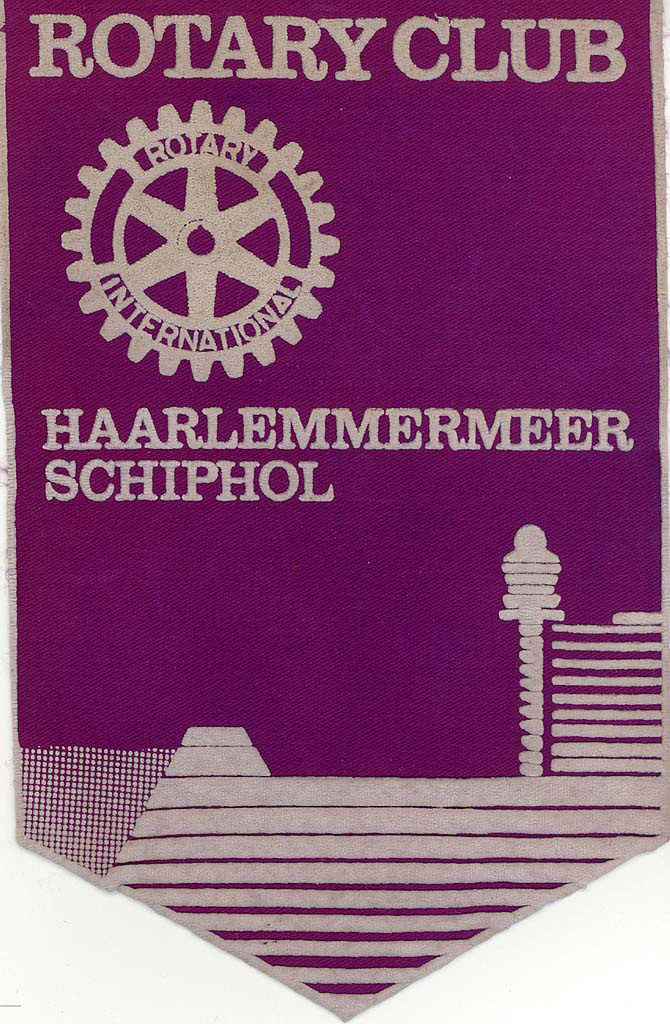 ROTARY CLUB
ROTARY
INTERNATIONAL
HAARLEMMERMEER
SCHIPHOL